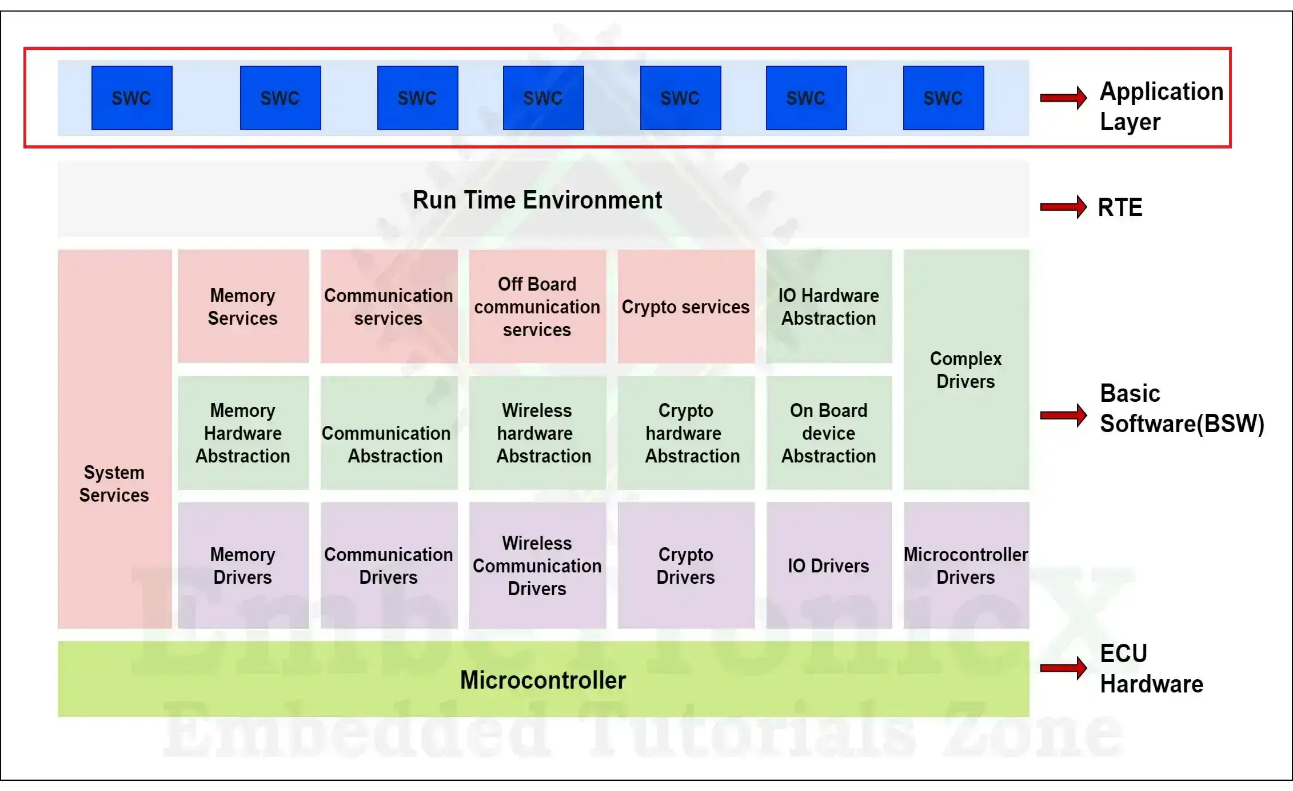 SWC SWC SWC SWC SWC SWC SWC
Application
Layer
Run Time Environment
RTE
Memory
Services
Communication
services
Off Board
communication
services
Crypto services
IO Hardware
Abstraction
Complex
Drivers
System
Services
Memory
Hardware
Abstraction
Communication
Abstraction
Wireless
hardware
Abstraction
Crypto
hardware
Abstraction
On Board
device
Abstraction
Basic
Software(BSW)
Memory
Drivers
Communication
Drivers
Wireless
Communication
Drivers
Crypto
Drivers
IO Drivers
Microcontroller
Drivers
Microcontroller
ECU
Hardware
EmbeTronicX
Embedded Tutorials Zone